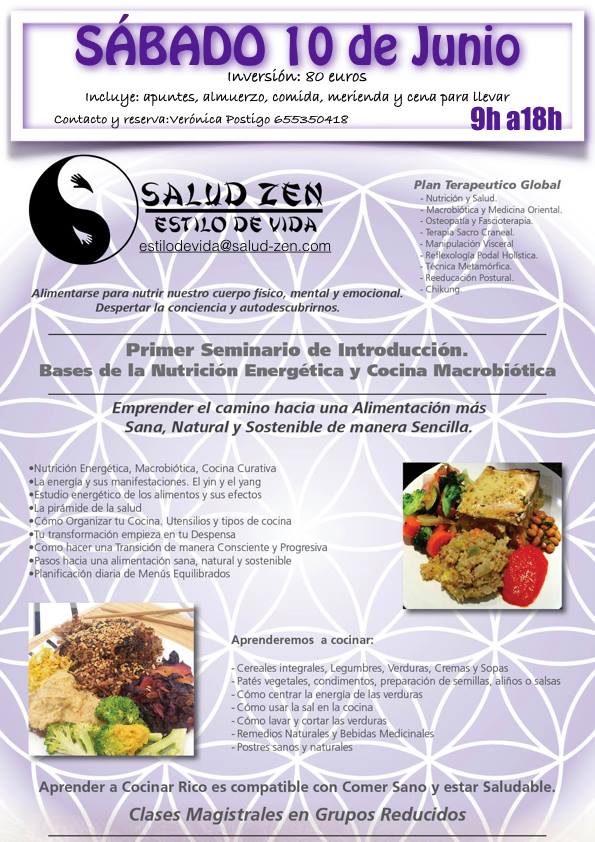 SÁBADO 10 de Junio
Inversión: 80 euros
Incluye: apuntes, almuerzo, comida, merienda y cena para llevar
Contacto y reserva:Verónica Postigo 655350418
9h a18h
SALUD ZEN
ESTILO DE VIDA
estilodevida@salud-zen.com
Plan Terapeutico Global
- Nutrición y Salud.
- Macrobiótica y Medicina Oriental.
- Osteopatía y Fascioterapia.
- Terapia Sacro Craneal.
- Manipulación Visceral
- Reflexología Podal Holística.
- Técnica Metamórfica.
- Reeducación Postural.
- Chikung.
Alimentarse para nutrir nuestro cuerpo físico, mental y emocional.
Despertar la conciencia y autodescubrirnos.
Primer Seminario de Introducción.
Bases de la Nutrición Energética y Cocina Macrobiótica
Emprender el camino hacia una Alimentación más
Sana, Natural y Sostenible de manera Sencilla.
•Nutrición Energética, Macrobiótica, Cocina Curativa
•La energía y sus manifestaciones. El yin y el yang
•Estudio energético de los alimentos y sus efectos
•La pirámide de la salud
•Cómo Organizar tu Cocina. Utensilios y tipos de cocina
•Tu transformación empieza en tu Despensa
•Como hacer una Transición de manera Consciente y Progresiva
•Pasos hacia una alimentación sana, natural y sostenible
•Planificación diaria de Menús Equilibrados
Aprenderemos a cocinar:
- Cereales integrales, Legumbres, Verduras, Cremas y Sopas
- Patés vegetales, condimentos, preparación de semillas, aliños o salsas
- Cómo centrar la energía de las verduras
- Cómo usar la sal en la cocina
- Cómo lavar y cortar las verduras
- Remedios Naturales y Bebidas Medicinales
- Postres sanos y naturales
Aprender a Cocinar Rico es compatible con Comer Sano y estar Saludable.
Clases Magistrales en Grupos Reducidos